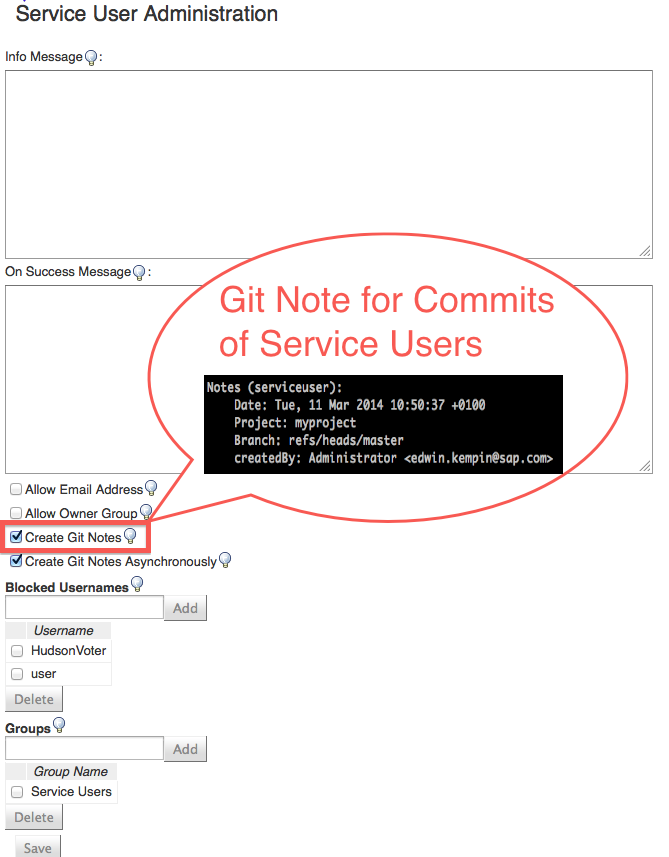 Service User Administration
Info Message:
On Success Message:
Git Note for Commits
of Service Users
Notes (serviceuser):
Date: Tue, 11 Mar 2014 10:50:37 +0100
Project: myproject
Branch: refs/heads/master
createdBy: Administrator <edwin.kempin@sap.com>
Allow Email Address
Allow Owner Group
Create Git Notes
Create Git Notes Asynchronously
Blocked Usernames
Add
Username
HudsonVoter
user
Delete
Groups
Add
Group Name
Service Users
Delete
Save